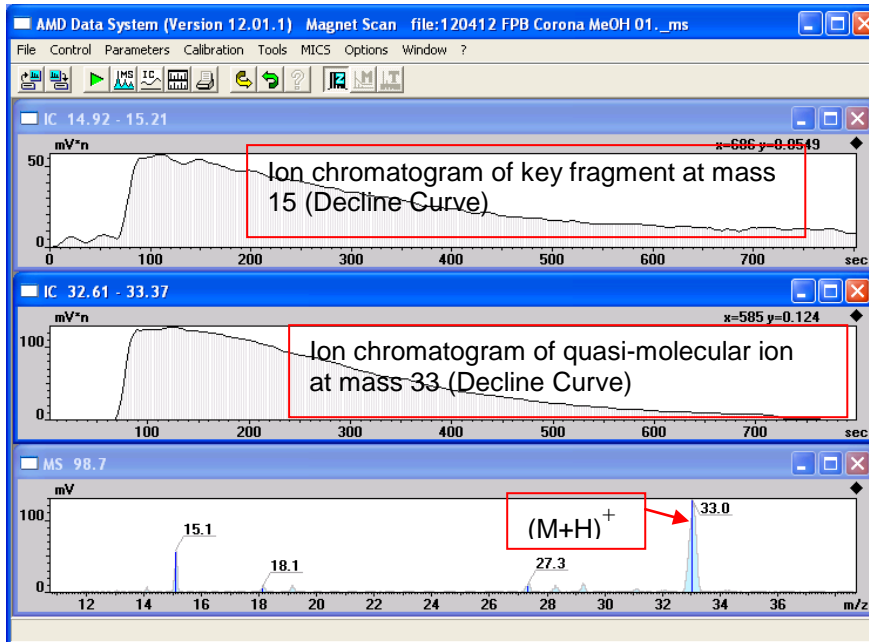 AMD Data System (Version 12.01.1) Magnet Scan file:120412 FPB Corona MeOH 01._ms
File Control Parameters Calibration Tools MICS Options Window ?
IC 14.92 - 15.21
mV*n
x=686 y=0.0549
50
Ion chromatogram of key fragment at mass
15 (Decline Curve)
0
0 100 200 300 400 500 600 700 sec
IC 32.61 - 33.37
mV*n
x=585 y=0.124
100
Ion chromatogram of quasi-molecular ion
at mass 33 (Decline Curve)
0
100 200 300 400 500 600 700 sec
MS 98.7
mV
100
(M+H)+
33.0
15.1
18.1
27.3
0
12 14 16 18 20 22 24 26 28 30 32 34 36 m/z